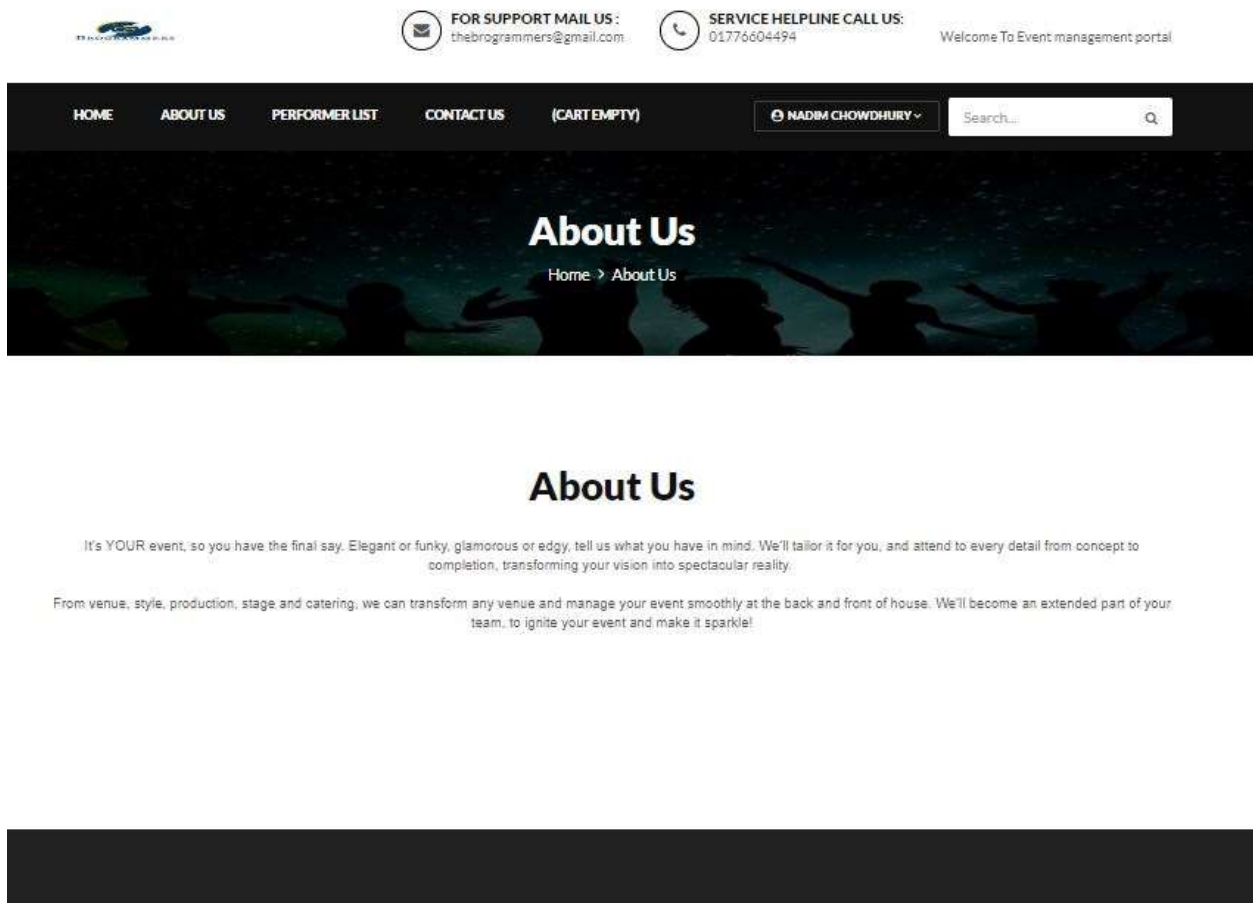 BROGRAMMERS
FOR SUPPORT MAIL US :
thebrogrammers@gmail.com
SERVICE HELPLINE CALL US:
01776604494
Welcome To Event management portal
HOME ABOUT US PERFORMER LIST CONTACT US (CART EMPTY) NADIM CHOWDHURY Search...
About Us
Home > About Us
About Us
It's YOUR event, so you have the final say. Elegant or funky, glamorous or edgy, tell us what you have in mind. We'll tailor it for you, and attend to every detail from concept to
completion, transforming your vision into spectacular reality.
From venue, style, production, stage and catering, we can transform any venue and manage your event smoothly at the back and front of house. We'll become an extended part of your
team, to ignite your event and make it sparkle!